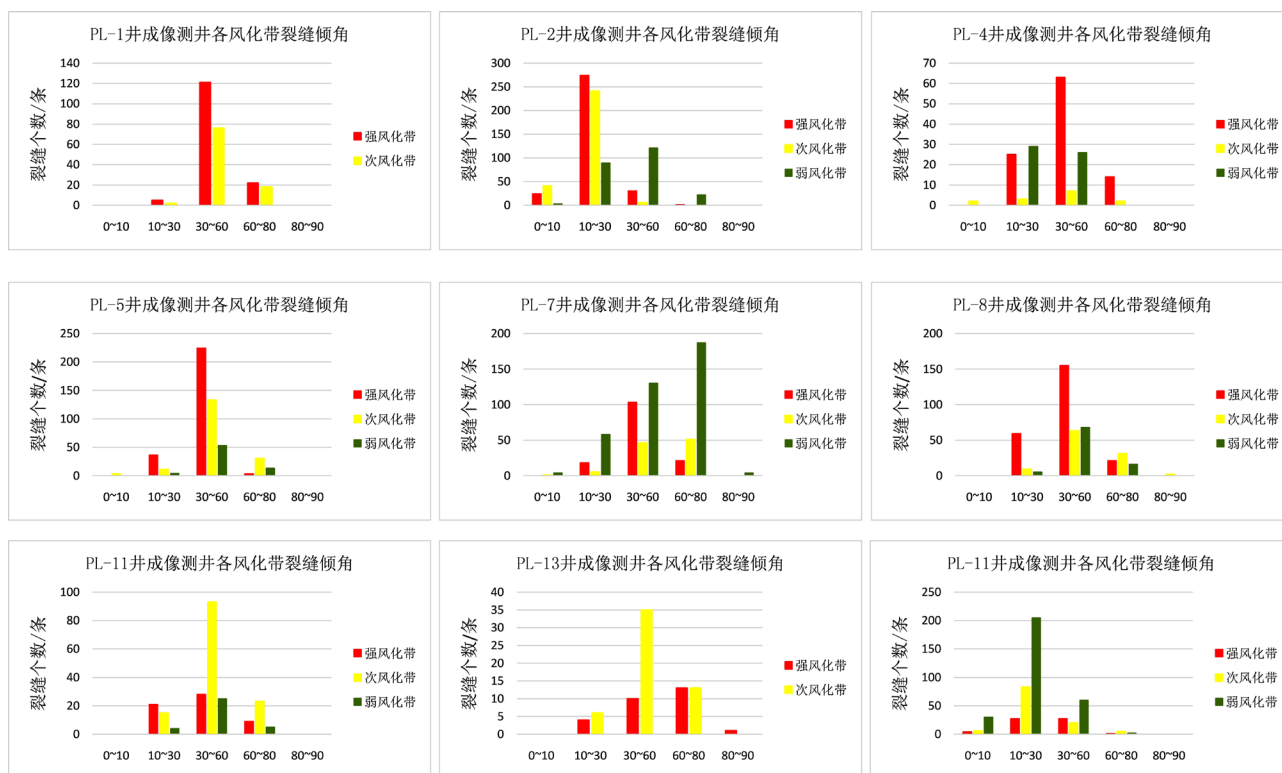 PL-1井成像测井各风化带裂缝倾角
裂缝个数/条
140
120
100
80
60
40
20
0
0~10 10~30 30~60 60~80 80~90
强风化带
次风化带
PL-2井成像测井各风化带裂缝倾角
裂缝个数/条
300
250
200
150
100
50
0
0~10 10~30 30~60 60~80 80~90
强风化带
次风化带
弱风化带
PL-4井成像测井各风化带裂缝倾角
裂缝个数/条
70
60
50
40
30
20
10
0
0~10 10~30 30~60 60~80 80~90
强风化带
次风化带
弱风化带
PL-5井成像测井各风化带裂缝倾角
裂缝个数/条
250
200
150
100
50
0
0~10 10~30 30~60 60~80 80~90
强风化带
次风化带
弱风化带
PL-7井成像测井各风化带裂缝倾角
裂缝个数/条
200
150
100
50
0
0~10 10~30 30~60 60~80 80~90
强风化带
次风化带
弱风化带
PL-8井成像测井各风化带裂缝倾角
裂缝个数/条
200
150
100
50
0
0~10 10~30 30~60 60~80 80~90
强风化带
次风化带
弱风化带
PL-11井成像测井各风化带裂缝倾角
裂缝个数/条
100
80
60
40
20
0
0~10 10~30 30~60 60~80 80~90
强风化带
次风化带
弱风化带
PL-13井成像测井各风化带裂缝倾角
裂缝个数/条
40
35
30
25
20
15
10
5
0
0~10 10~30 30~60 60~80 80~90
强风化带
次风化带
PL-11井成像测井各风化带裂缝倾角
裂缝个数/条
250
200
150
100
50
0
0~10 10~30 30~60 60~80 80~90
强风化带
次风化带
弱风化带